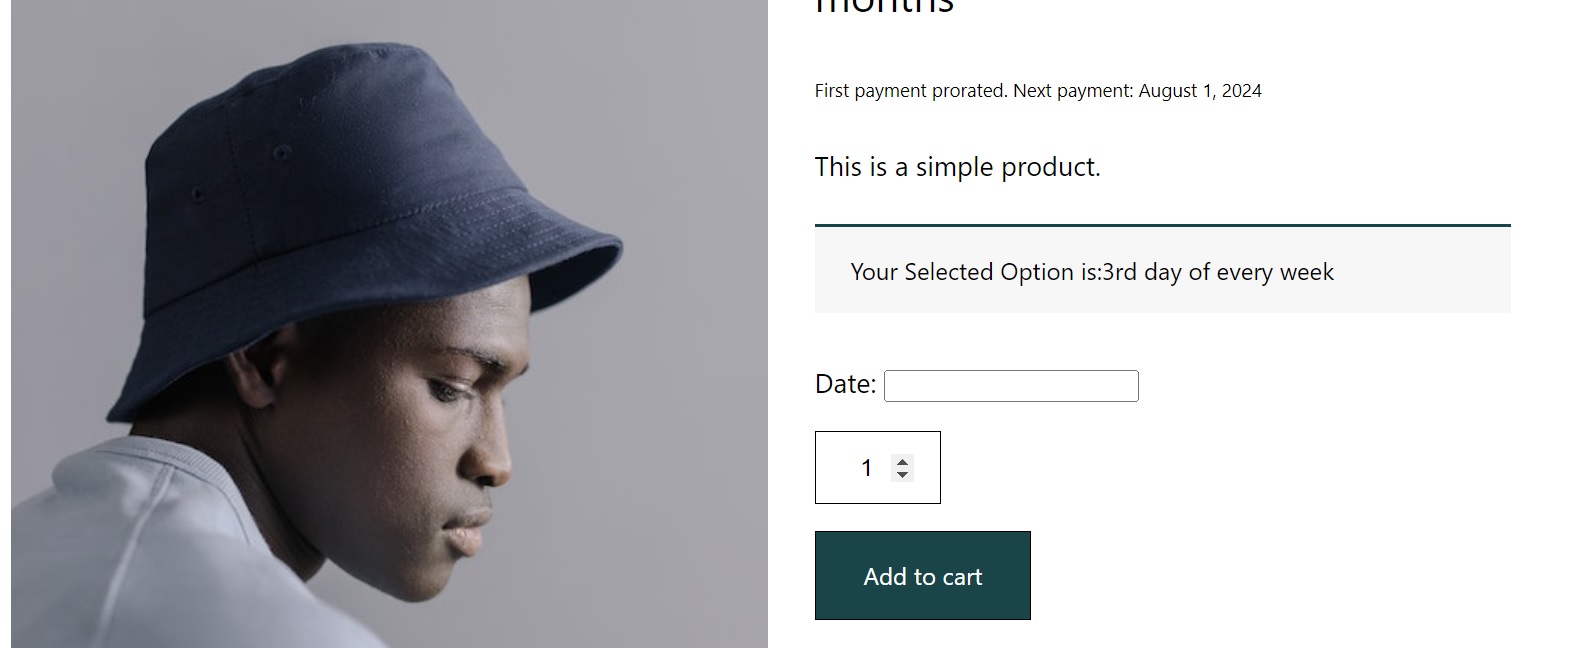 months
First payment prorated. Next payment: August 1, 2024
This is a simple product.
Your Selected Option is:3rd day of every week
Date:
1
Add to cart